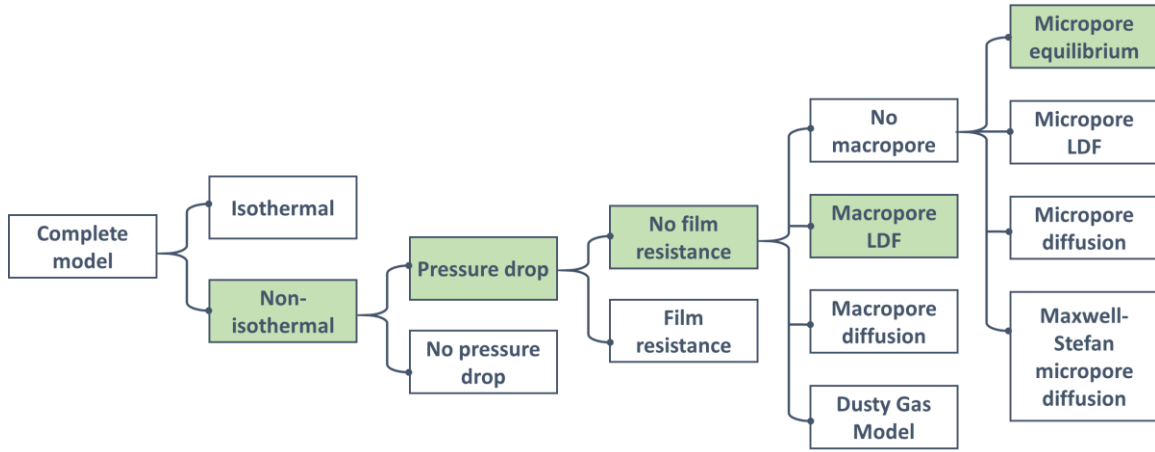 Complete
model
Isothermal
Non-
isothermal
Pressure drop
No pressure
drop
No film
resistance
Film
resistance
No
macropore
Macropore
LDF
Macropore
diffusion
Dusty Gas
Model
Micropore
equilibrium
Micropore
LDF
Micropore
diffusion
Maxwell-
Stefan
micropore
diffusion